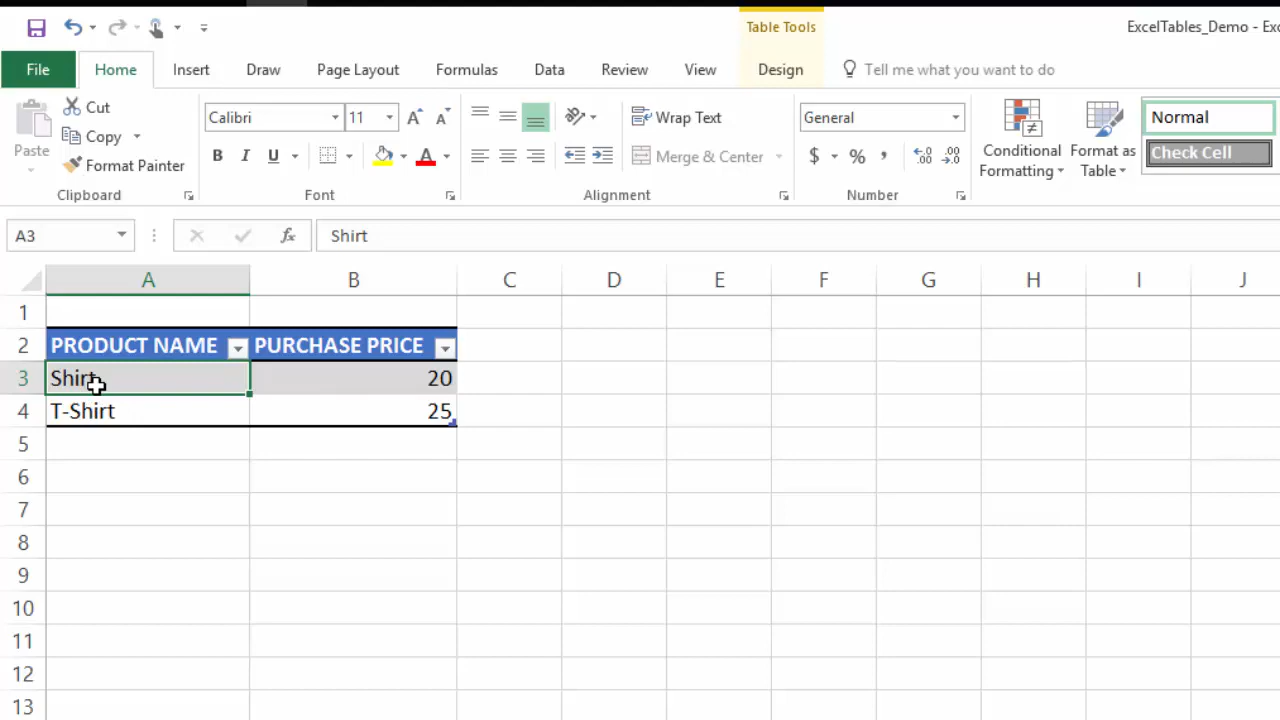 Table Tools
ExcelTables_Demo - Exc
File Home Insert Draw Page Layout Formulas Data Review View Design Tell me what you want to do
Paste
Cut
Copy
Format Painter
Clipboard
Calibri 11
B I U A
Font
Wrap Text
Merge & Center
Alignment
General
$ % ,
Number
Conditional Formatting
Format as Table
Normal
Check Cell
A3 fx Shirt
A B C D E F G H I J
1
2 PRODUCT NAME PURCHASE PRICE
3 Shirt 20
4 T-Shirt 25
5
6
7
8
9
10
11
12
13